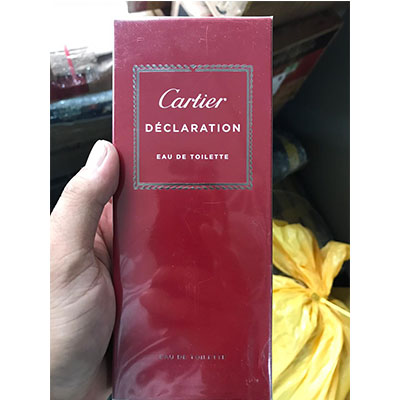 Cartier
DÉCLARATION
EAU DE TOILETTE
EAU DE TOILETTE